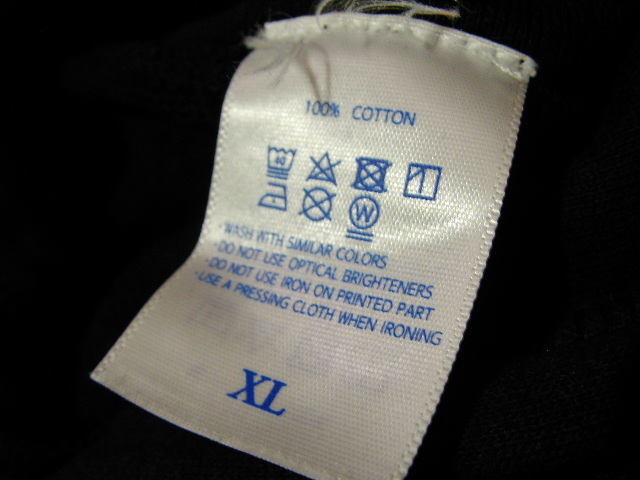 100% COTTON
40
W
WASH WITH SIMILAR COLORS
·DO NOT USE OPTICAL BRIGHTENERS
·DO NOT USE IRON ON PRINTED PART
·USE A PRESSING CLOTH WHEN IRONING
XL